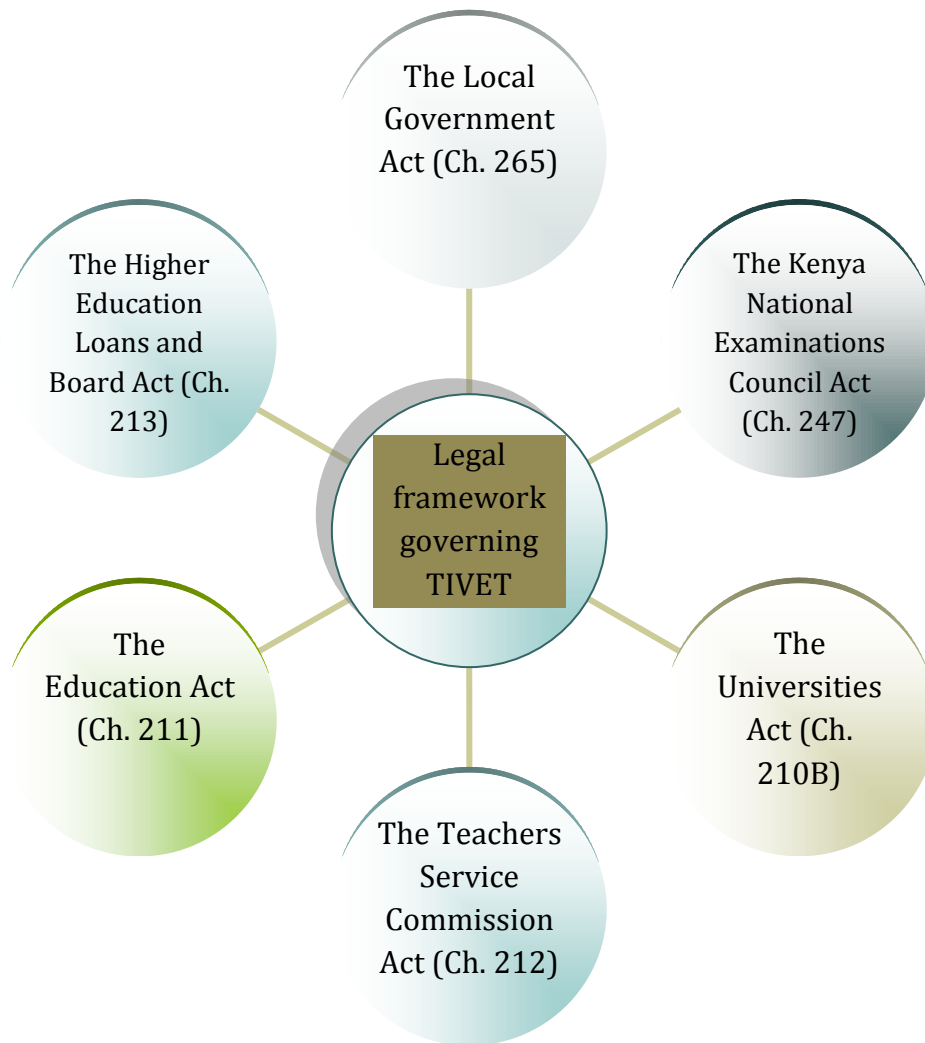 The Local
Government
Act (Ch. 265)
The Higher
Education
Loans and
Board Act (Ch.
213)
The Kenya
National
Examinations
Council Act
(Ch. 247)
Legal
framework
governing
TIVET
The
Education Act
(Ch. 211)
The
Universities
Act (Ch.
210B)
The Teachers
Service
Commission
Act (Ch. 212)